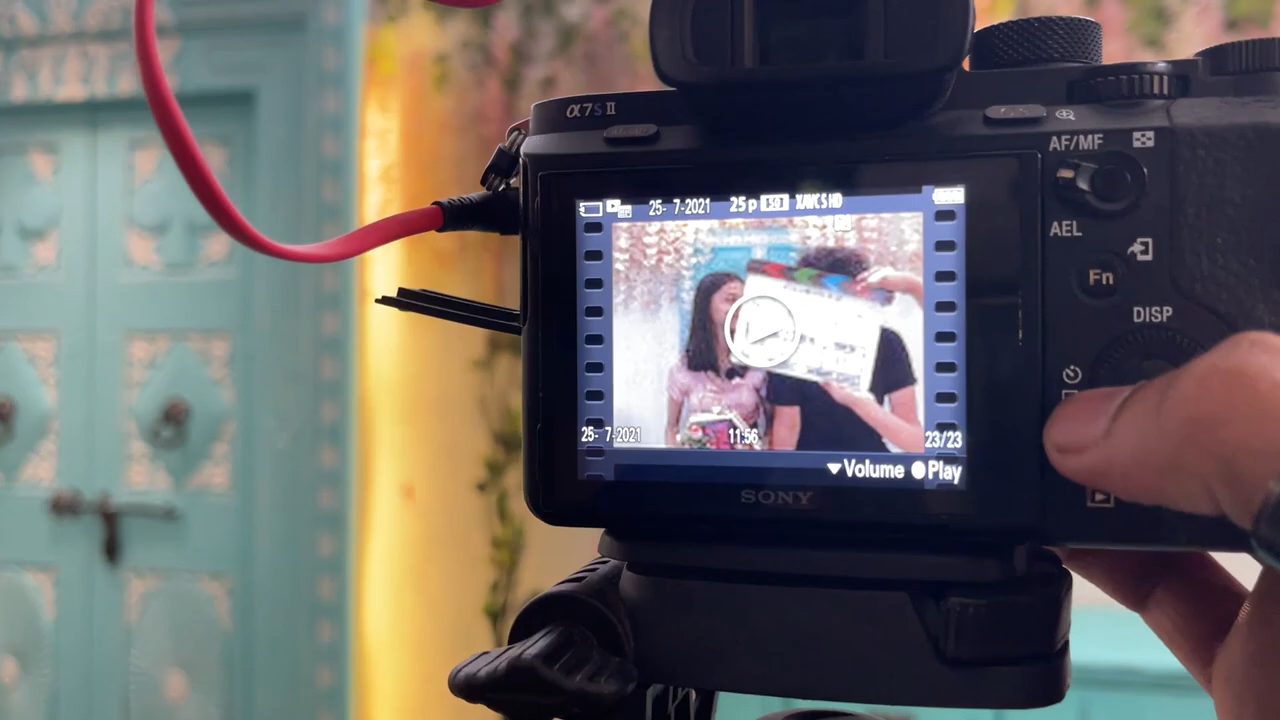 α7SII
AF/MF
AEL
Fn
DISP
25- 7-2021 25p 50 XAVC S HD
25- 7-2021 11:56 23/23
Volume Play
SONY